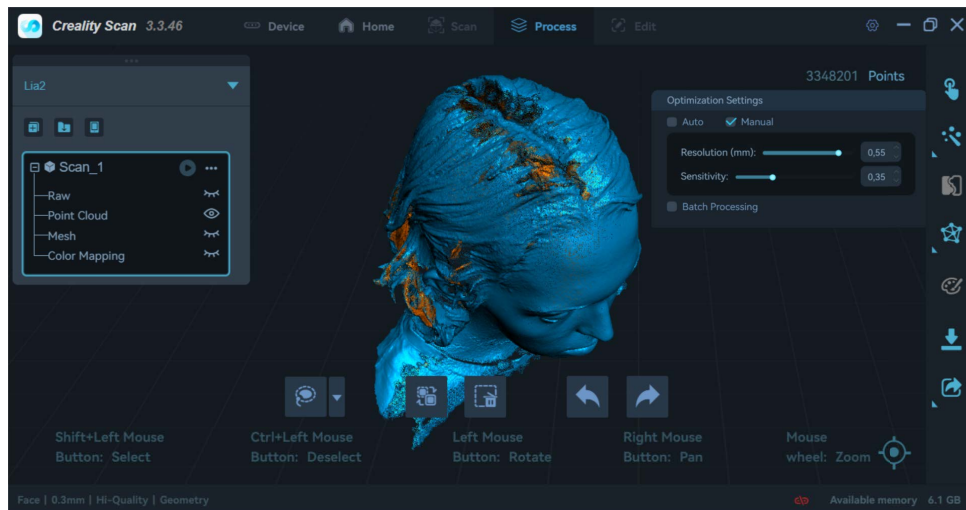 Creality Scan 3.3.46
Device
Home
Scan
Process
Edit
Lia2
3348201 Points
Optimization Settings
Auto
Manual
Resolution (mm):
0,55
Sensitivity:
0,35
Batch Processing
Scan_1
Raw
Point Cloud
Mesh
Color Mapping
Shift+Left Mouse
Button: Select
Ctrl+Left Mouse
Button: Deselect
Left Mouse
Button: Rotate
Right Mouse
Button: Pan
Mouse
wheel: Zoom
Face | 0.3mm | Hi-Quality | Geometry
Available memory 6.1 GB